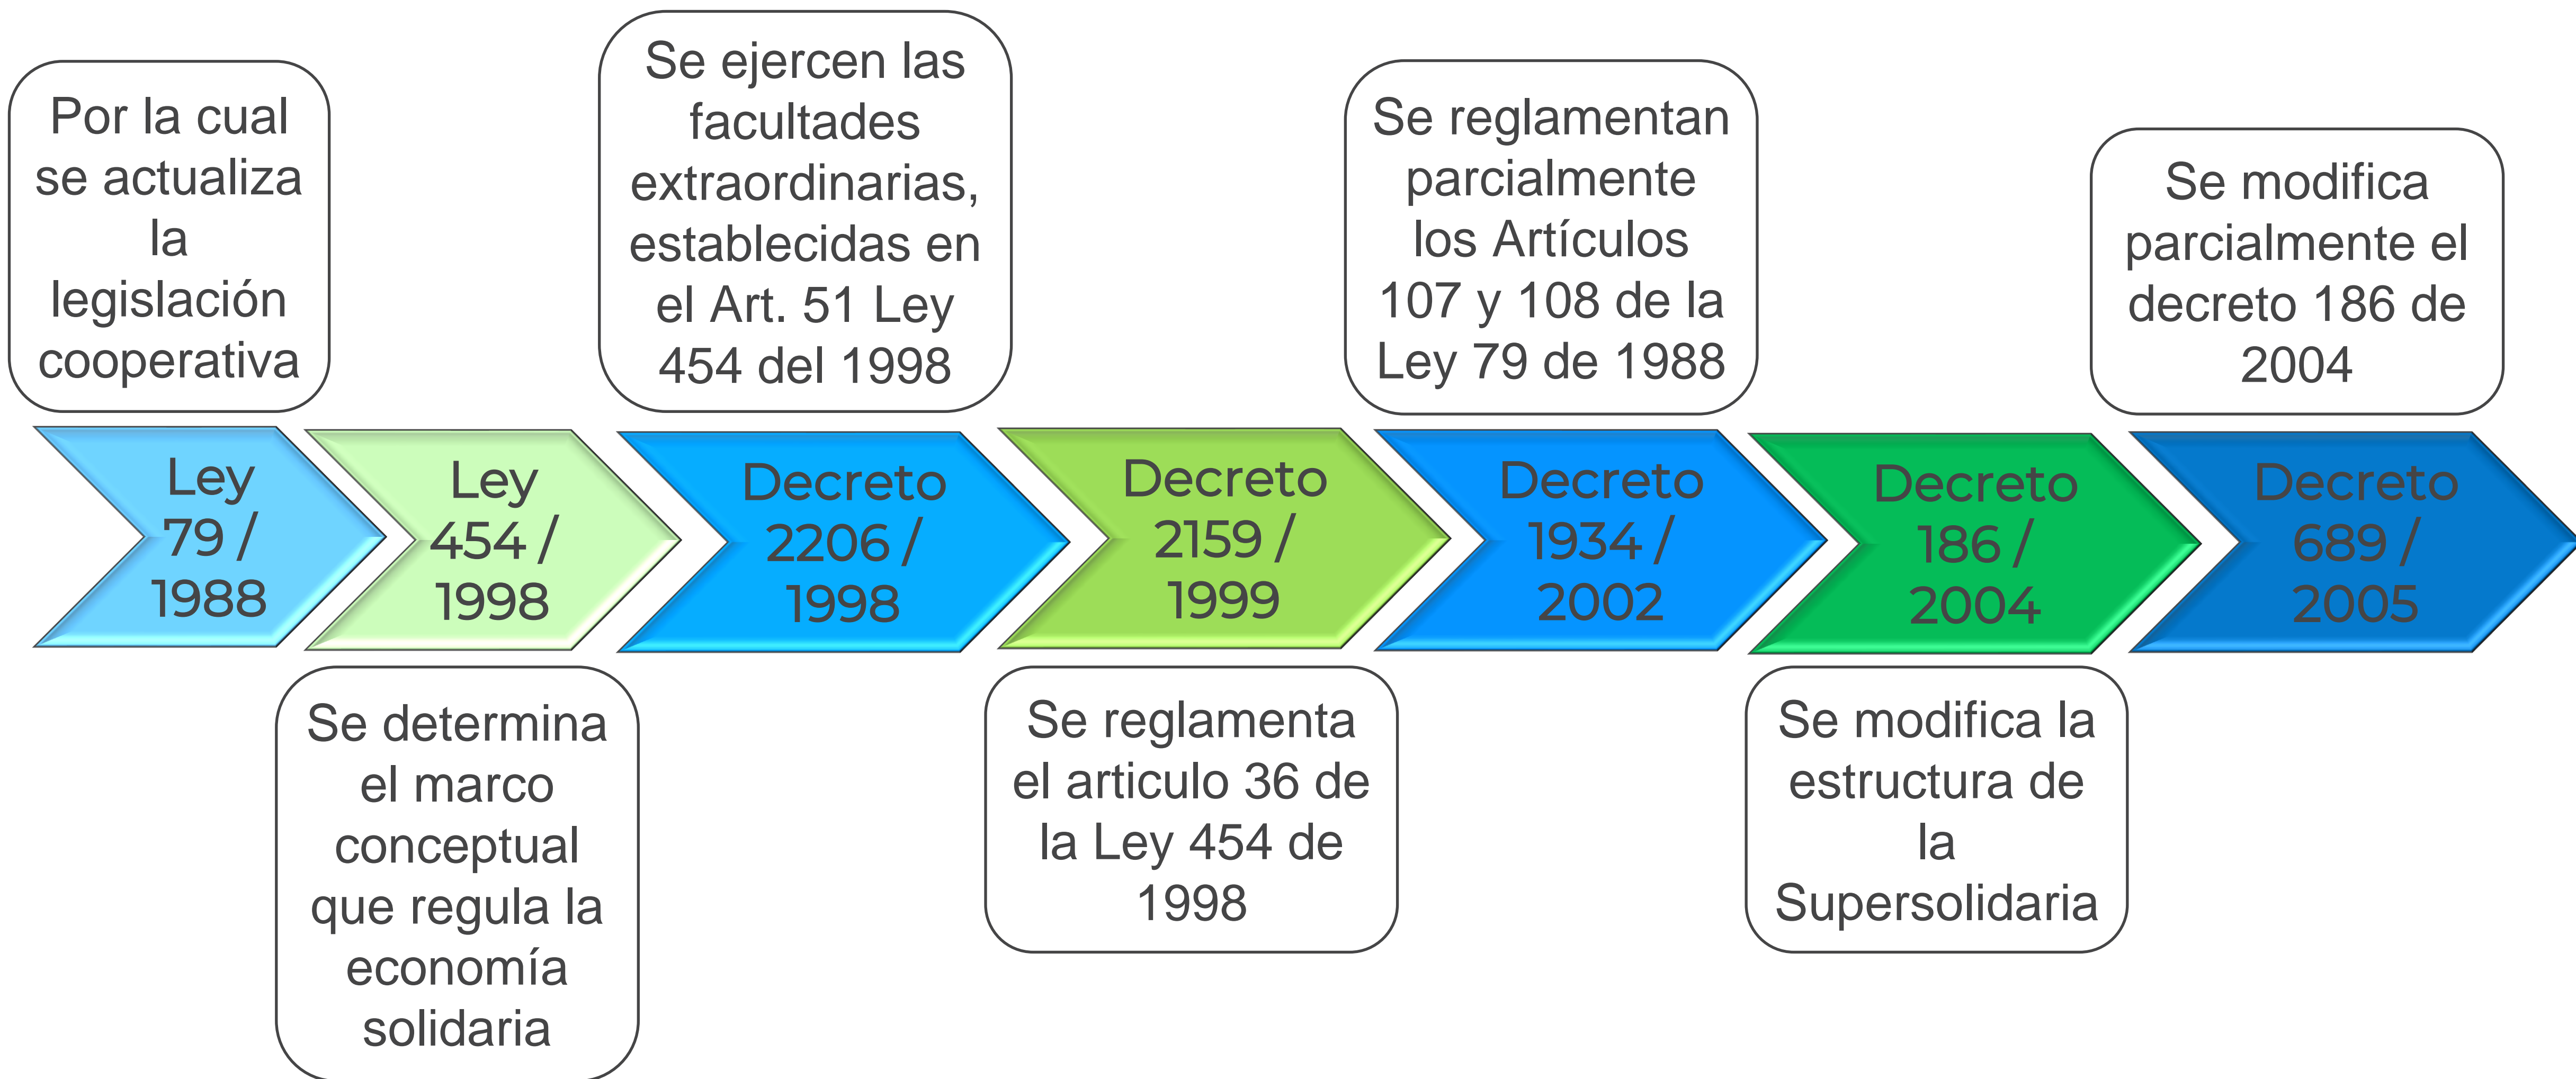 Por la cual
se actualiza
la
legislación
cooperativa
Se ejercen las
facultades
extraordinarias,
establecidas en
el Art. 51 Ley
454 del 1998
Se reglamentan
parcialmente
los Artículos
107 y 108 de la
Ley 79 de 1988
Se modifica
parcialmente el
decreto 186 de
2004
Ley
79 /
1988
Ley
454 /
1998
Decreto
2206 /
1998
Decreto
2159 /
1999
Decreto
1934 /
2002
Decreto
186 /
2004
Decreto
689 /
2005
Se determina
el marco
conceptual
que regula la
economía
solidaria
Se reglamenta
el articulo 36 de
la Ley 454 de
1998
Se modifica la
estructura de
la
Supersolidaria